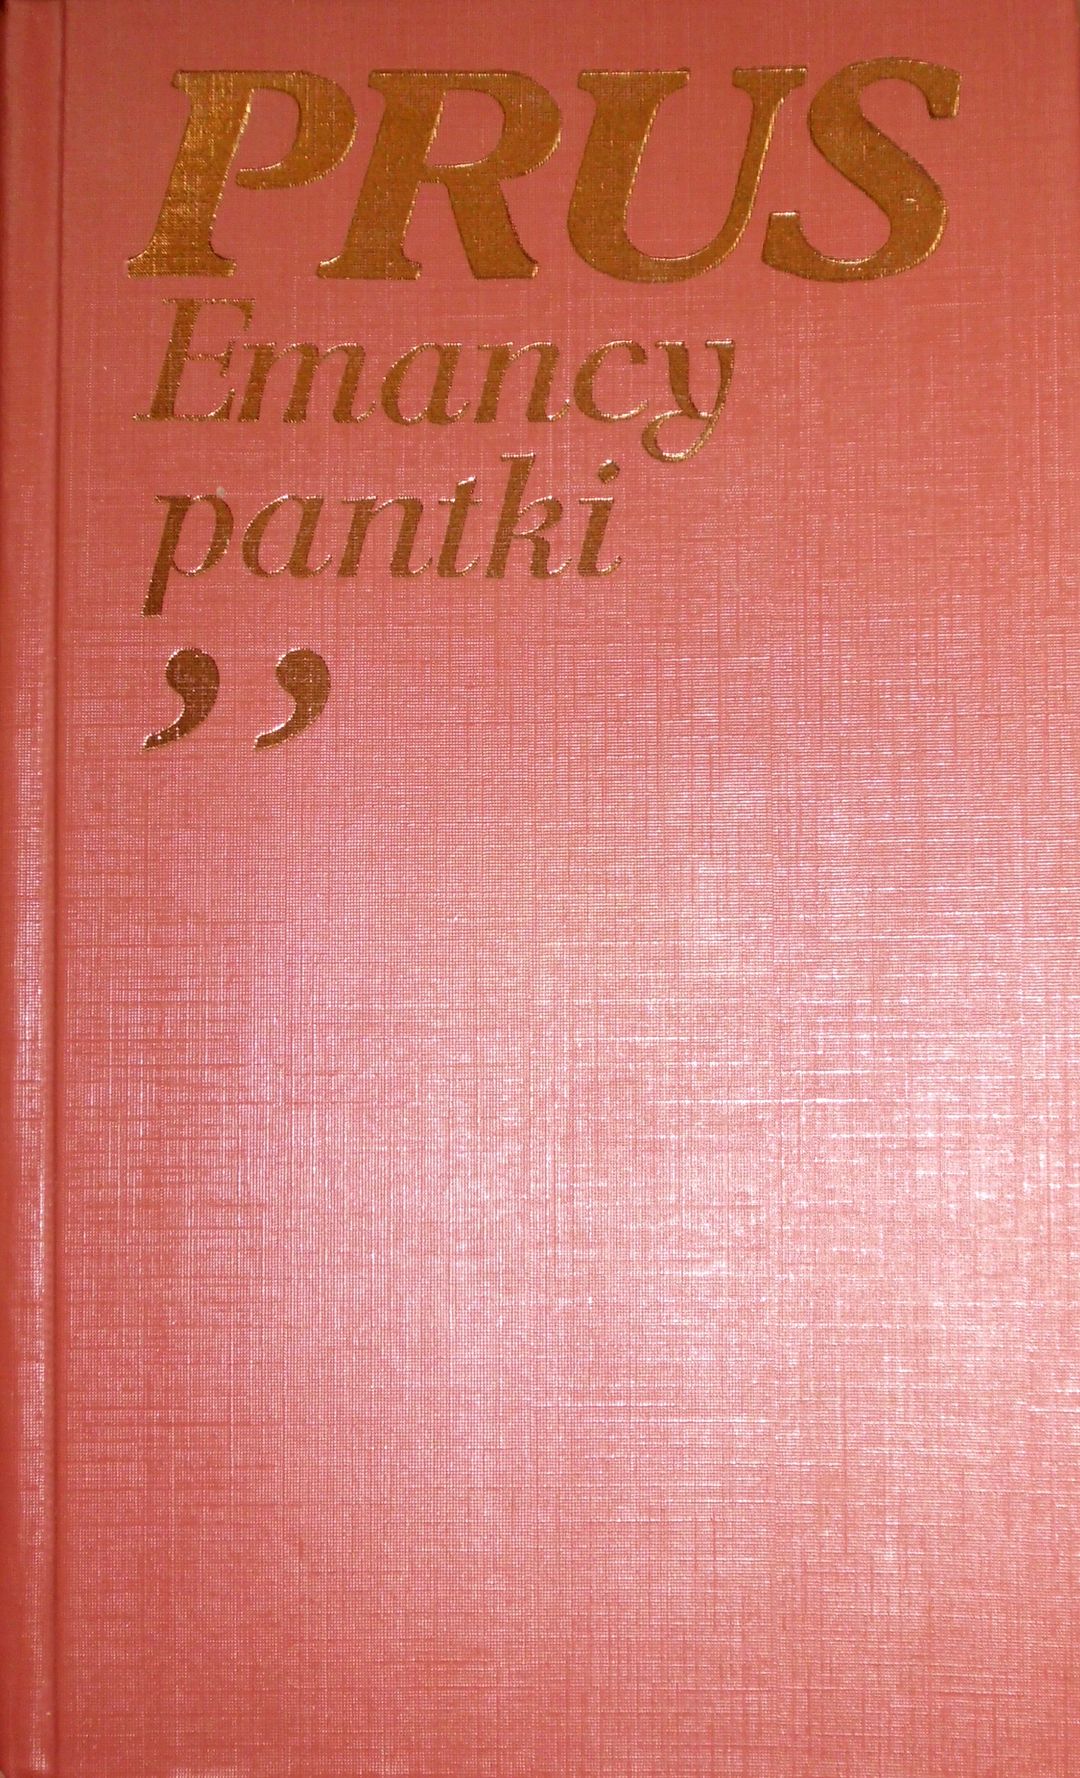 PRUS
Emancy
pantki
”